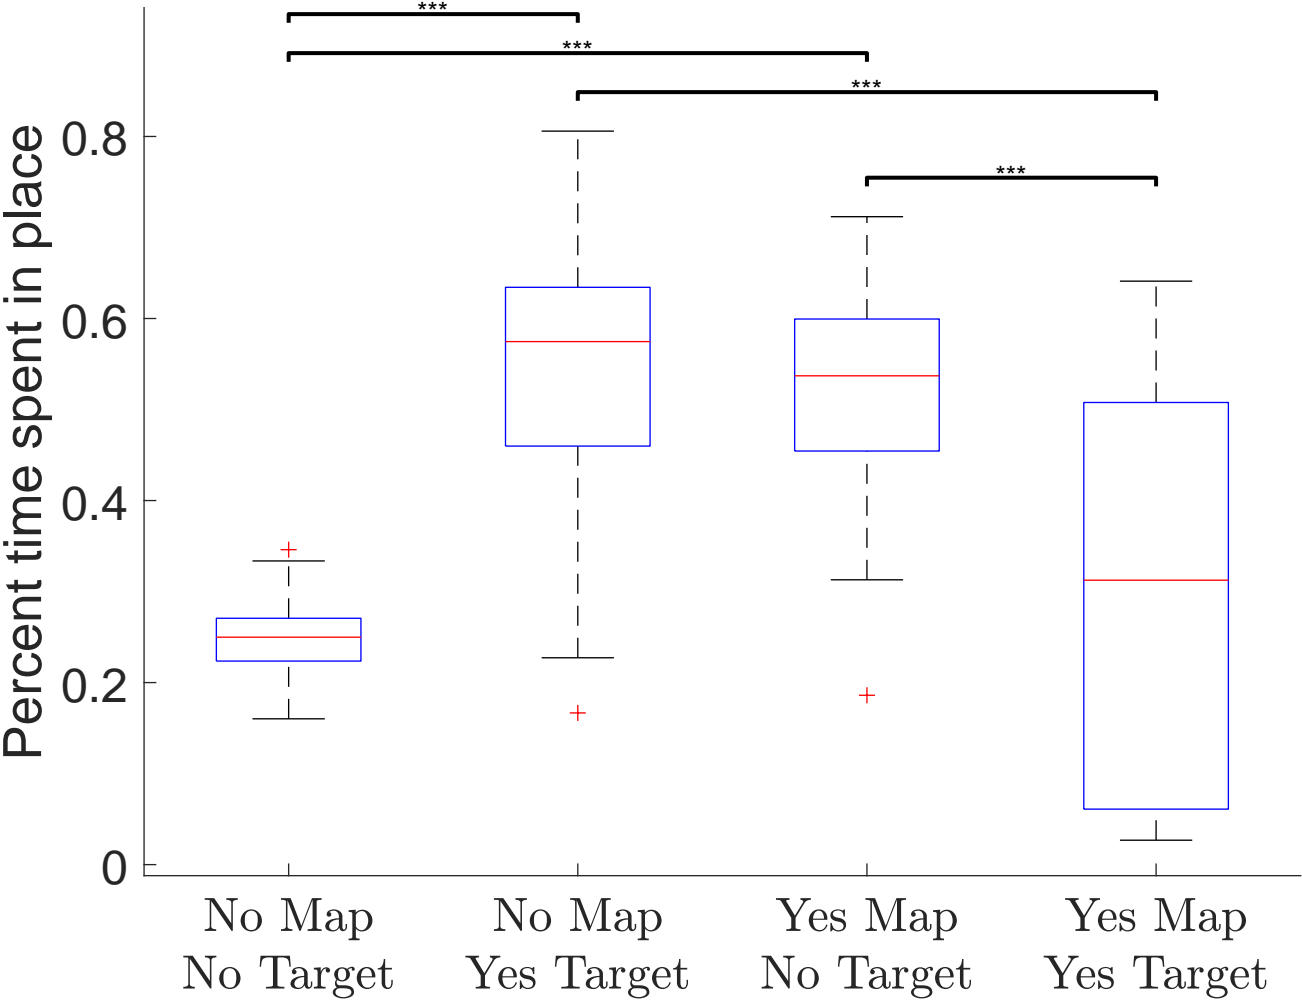 ***
***
***
***
Percent time spent in place
0.8
0.6
0.4
0.2
0
No Map
No Target
No Map
Yes Target
Yes Map
No Target
Yes Map
Yes Target